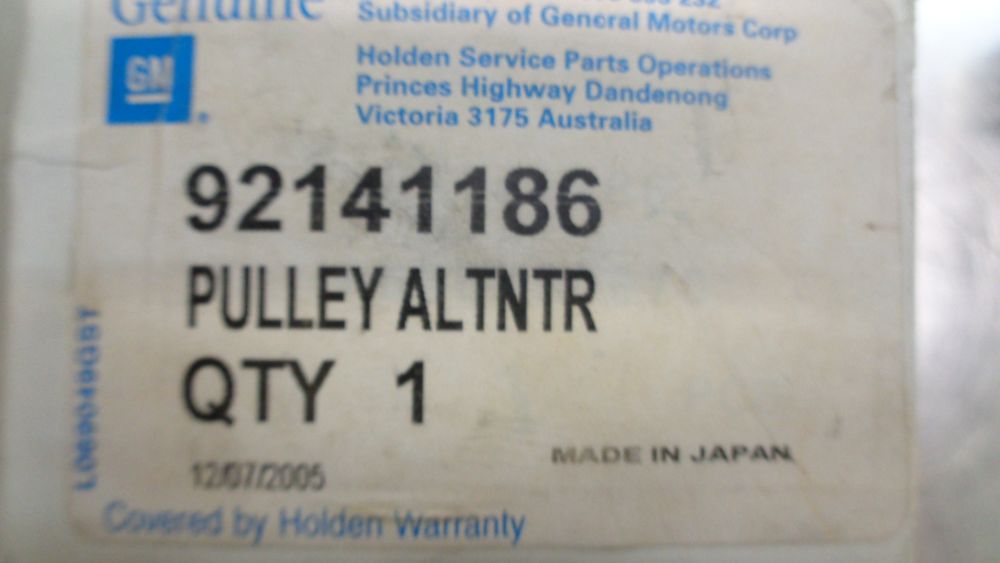 Genuine
Subsidiary of General Motors Corp
GM
Holden Service Parts Operations
Princes Highway Dandenong
Victoria 3175 Australia
92141186
PULLEY ALTNTR
QTY 1
12/07/2005
MADE IN JAPAN
Covered by Holden Warranty